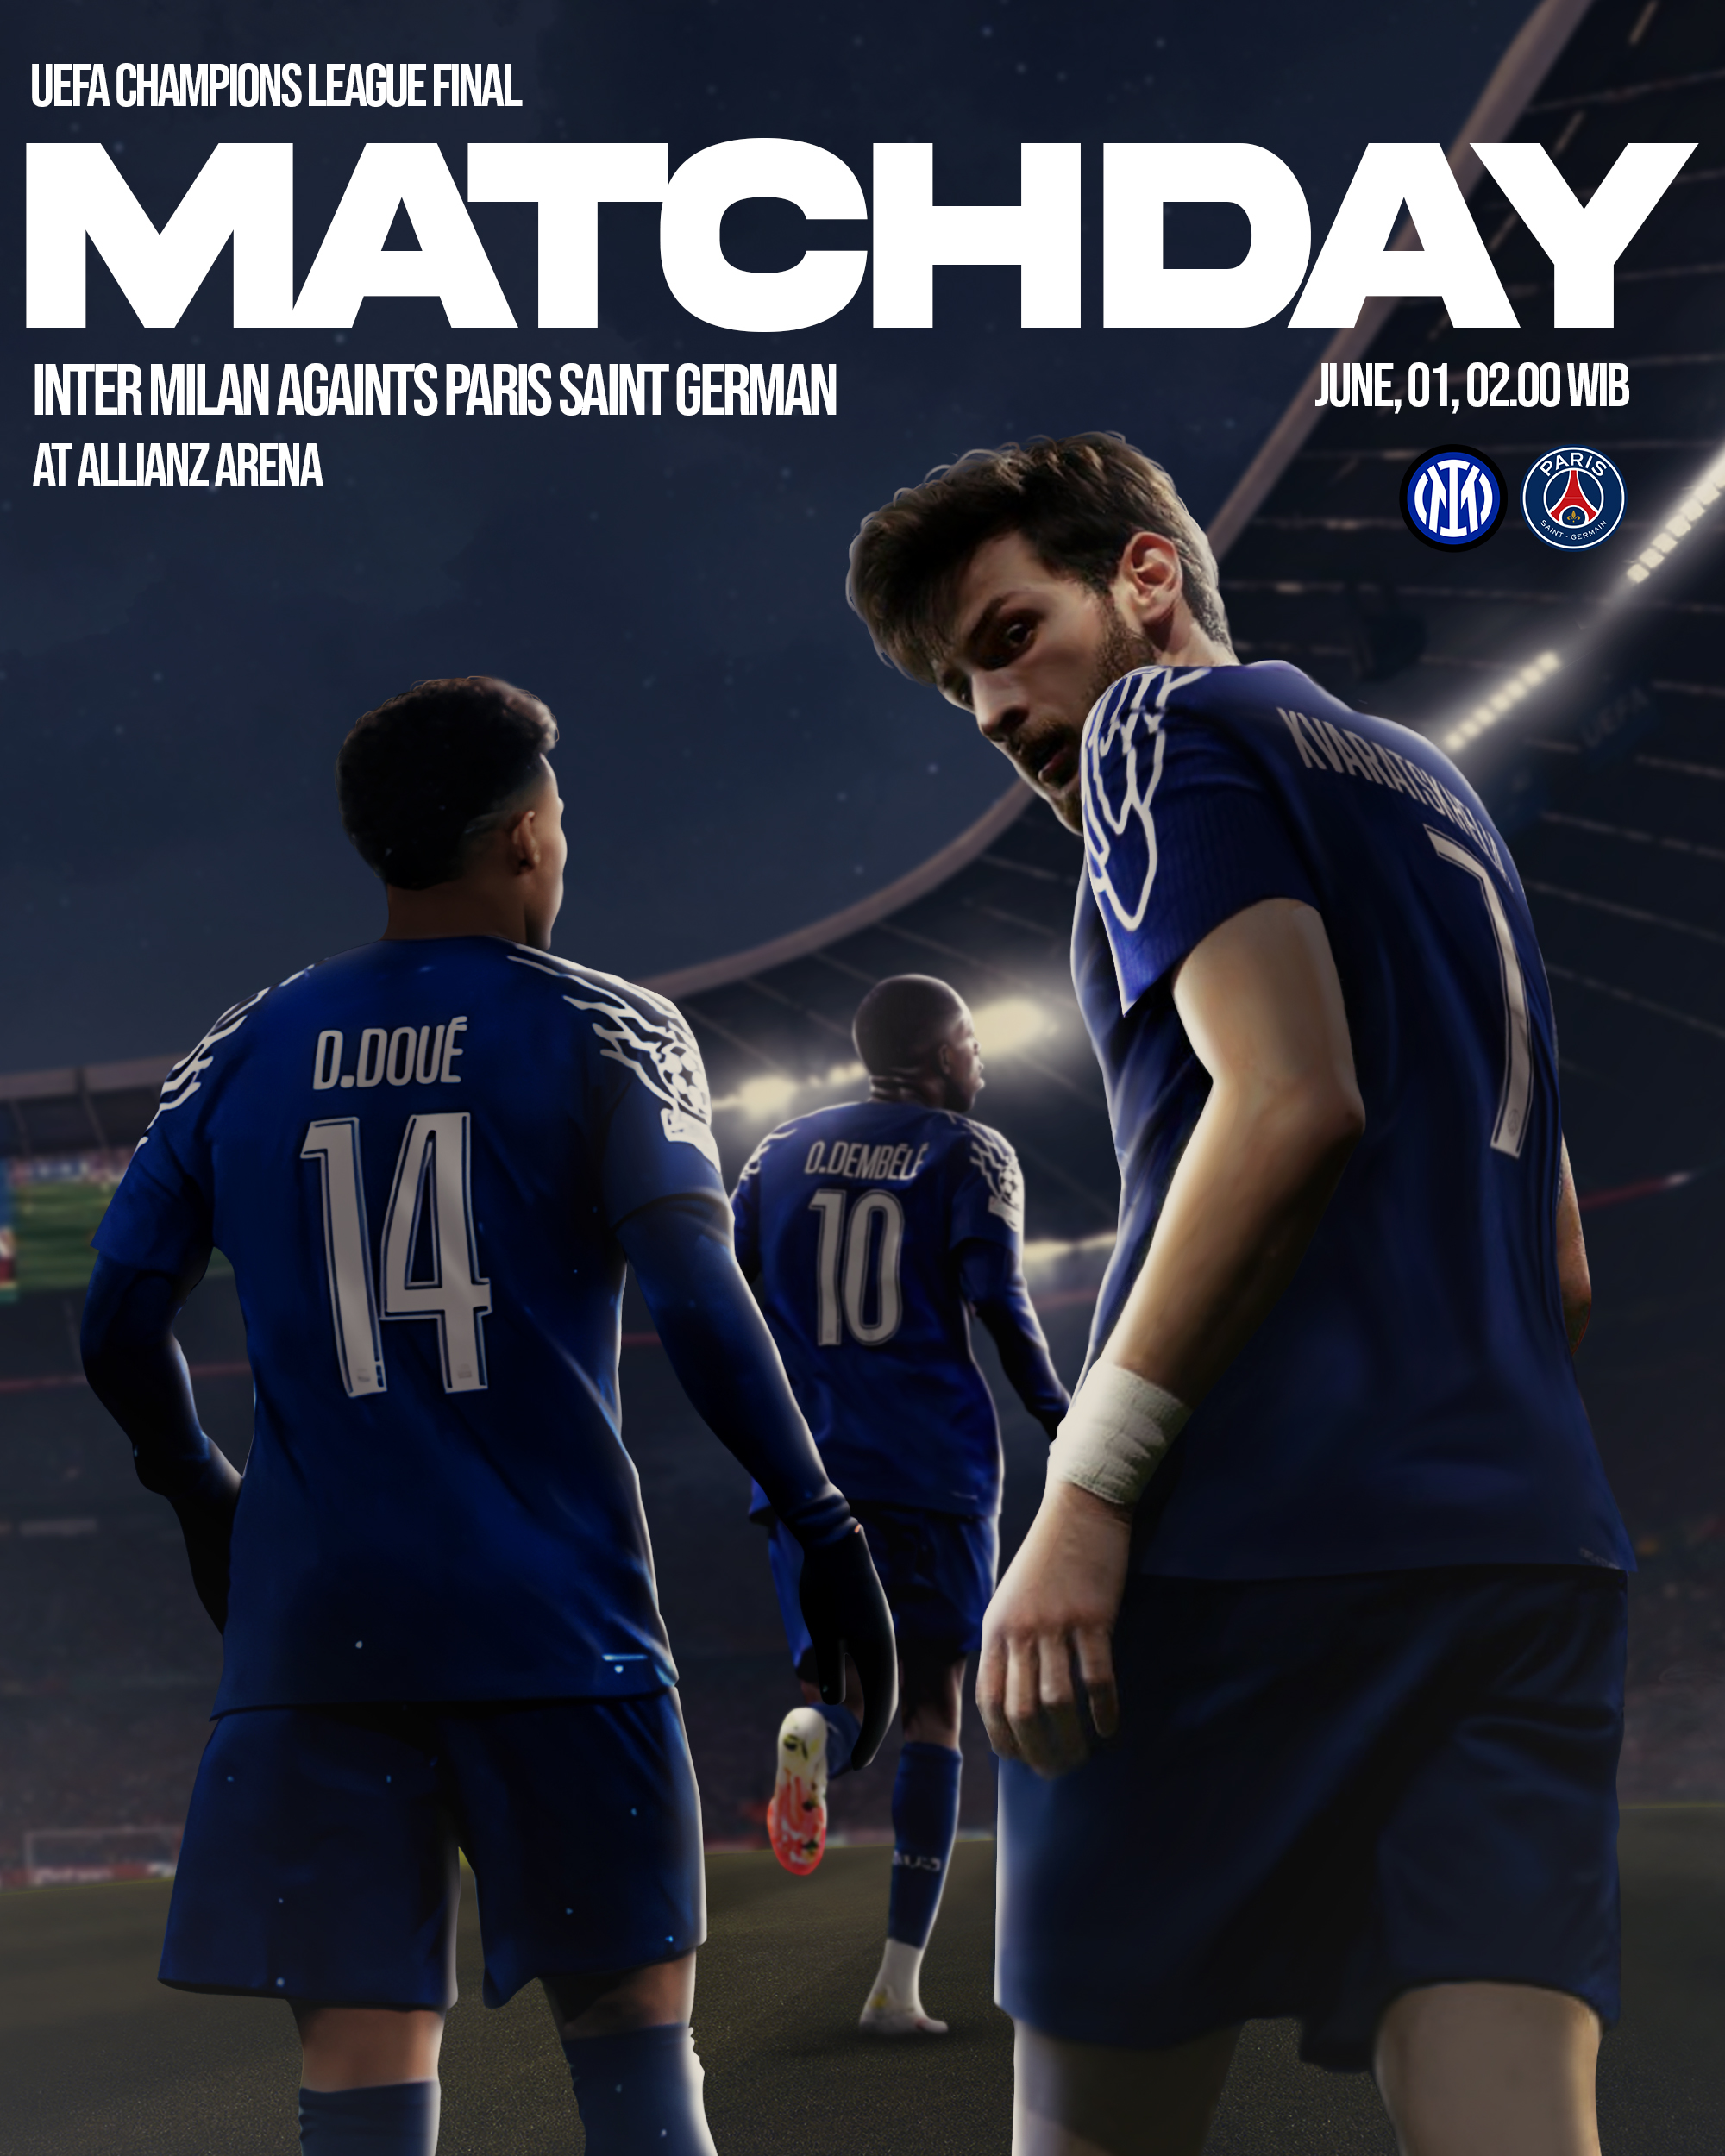 UEFA CHAMPIONS LEAGUE FINAL
MATCHDAY
INTER MILAN AGAINTS PARIS SAINT GERMAN
AT ALLIANZ ARENA
JUNE, 01, 02.00 WIB
PARIS
SAINT-GERMAIN
KVARATSKHELIA
7
D.DOUÉ
14
O.DEMBÉLÉ
10